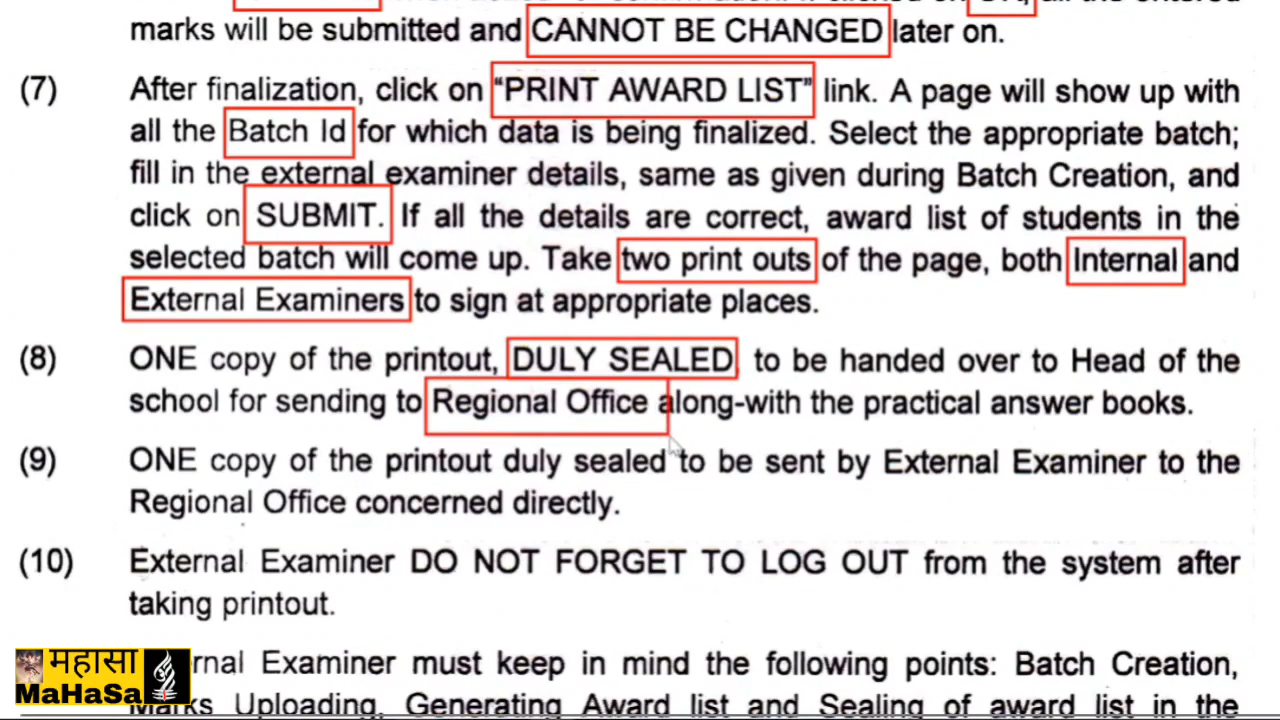 marks will be submitted and CANNOT BE CHANGED later on.
(7) After finalization, click on "PRINT AWARD LIST" link. A page will show up with
all the Batch Id for which data is being finalized. Select the appropriate batch;
fill in the external examiner details, same as given during Batch Creation, and
click on SUBMIT. If all the details are correct, award list of students in the
selected batch will come up. Take two print outs of the page, both Internal and
External Examiners to sign at appropriate places.
(8) ONE copy of the printout, DULY SEALED, to be handed over to Head of the
school for sending to Regional Office along-with the practical answer books.
(9) ONE copy of the printout duly sealed to be sent by External Examiner to the
Regional Office concerned directly.
(10) External Examiner DO NOT FORGET TO LOG OUT from the system after
taking printout.
Examiner must keep in mind the following points: Batch Creation,
Marks Uploading, Generating Award list and Sealing of award list in the
महासा
MaHaSa